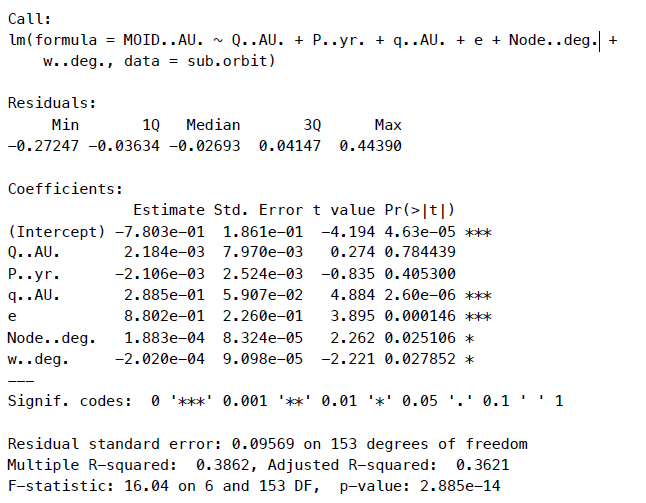 Call:
lm(formula = MOID..AU. ~ Q..AU. + P..yr. + q..AU. + e + Node..deg. +
    w..deg., data = sub.orbit)

Residuals:
     Min       1Q   Median       3Q      Max
-0.27247 -0.03634 -0.02693  0.04147  0.44390

Coefficients:
              Estimate Std. Error t value Pr(>|t|)
(Intercept) -7.803e-01  1.861e-01  -4.194 4.63e-05 ***
Q..AU.       2.184e-03  7.970e-03   0.274 0.784439
P..yr.      -2.106e-03  2.524e-03  -0.835 0.405300
q..AU.       2.885e-01  5.907e-02   4.884 2.60e-06 ***
e            8.802e-01  2.260e-01   3.895 0.000146 ***
Node..deg.   1.883e-04  8.324e-05   2.262 0.025106 *
w..deg.     -2.020e-04  9.098e-05  -2.221 0.027852 *
---
Signif. codes:  0 '***' 0.001 '**' 0.01 '*' 0.05 '.' 0.1 ' ' 1

Residual standard error: 0.09569 on 153 degrees of freedom
Multiple R-squared:  0.3862, Adjusted R-squared:  0.3621
F-statistic: 16.04 on 6 and 153 DF,  p-value: 2.885e-14